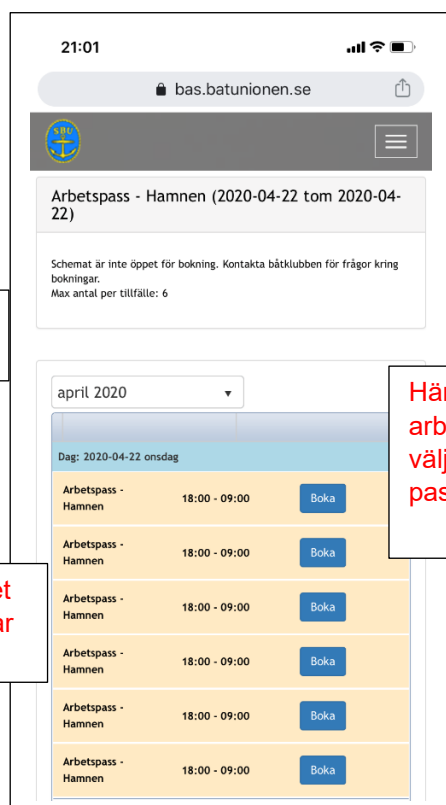 21:01
bas.batunionen.se
SBU
Arbetspass - Hamnen (2020-04-22 tom 2020-04-
22)
Schemat är inte öppet för bokning. Kontakta båtklubben för frågor kring
bokningar.
Max antal per tillfälle: 6
april 2020
Dag: 2020-04-22 onsdag
Arbetspass -
Hamnen 18:00 - 09:00 Boka
Arbetspass -
Hamnen 18:00 - 09:00 Boka
Arbetspass -
Hamnen 18:00 - 09:00 Boka
Arbetspass -
Hamnen 18:00 - 09:00 Boka
Arbetspass -
Hamnen 18:00 - 09:00 Boka
Arbetspass -
Hamnen 18:00 - 09:00 Boka